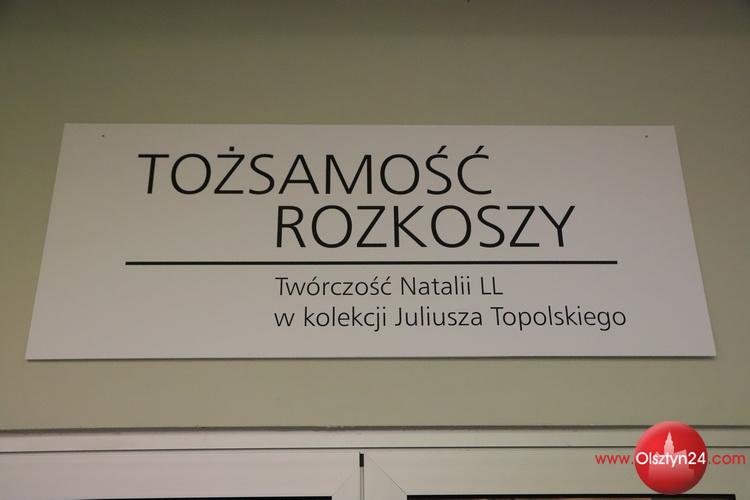 TOŻSAMOŚĆ
ROZKOSZY
Twórczość Natalii LL
w kolekcji Juliusza Topolskiego
www.Olsztyn24.com